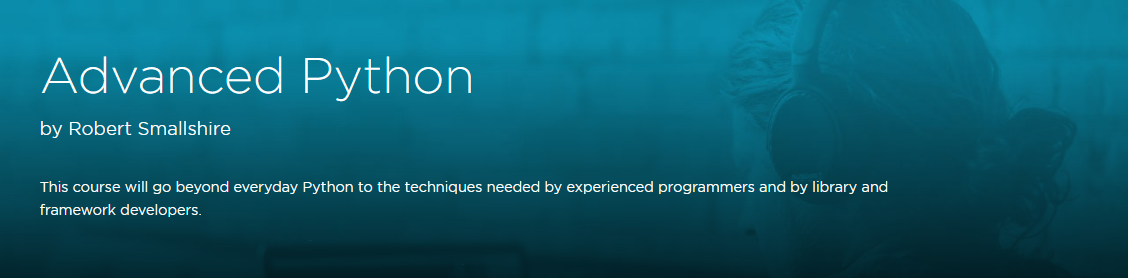 Advanced Python
by Robert Smallshire
This course will go beyond everyday Python to the techniques needed by experienced programmers and by library and
framework developers.